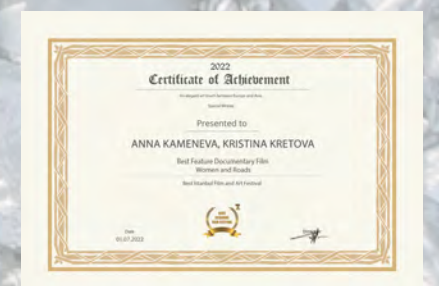 2022
Certificate of Achievement
Presented to
ANNA KAMENEVA, KRISTINA KRETOVA
Best Feature Documentary Film
Women and Roads
Best Istanbul Film and Art Festival
Date
01.07.2022